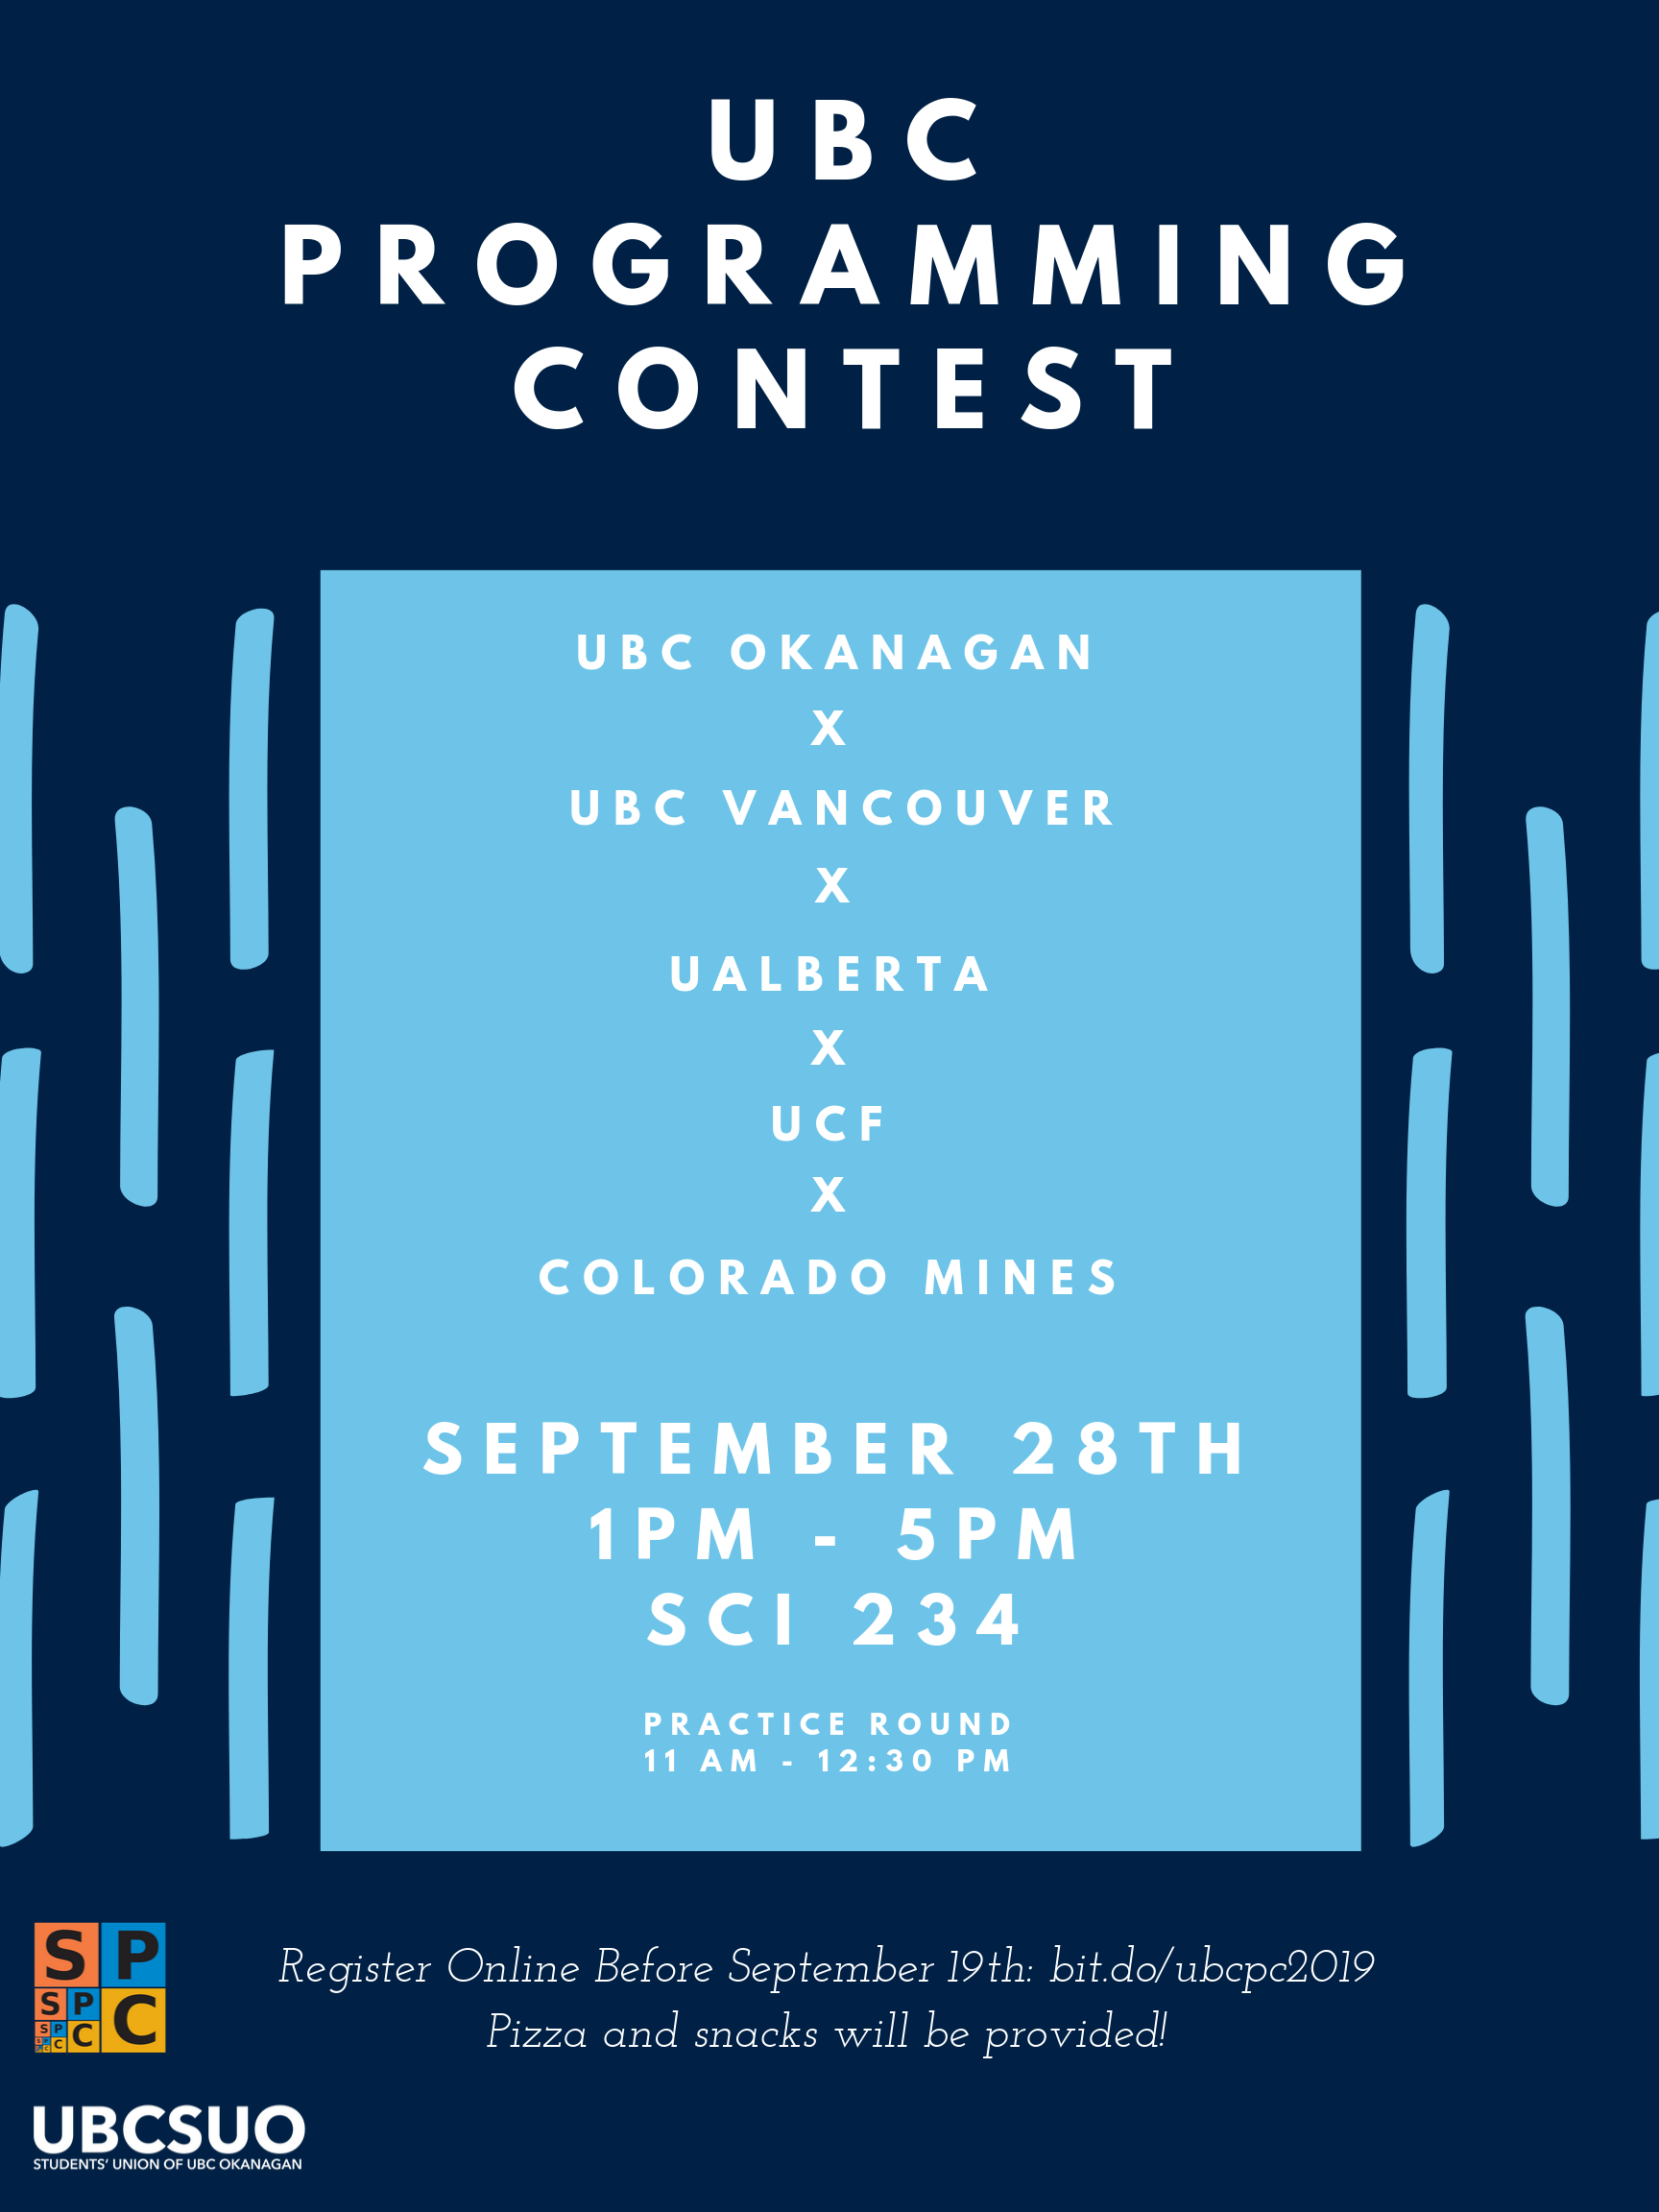 UBC
PROGRAMMING
CONTEST
UBC OKANAGAN
X
UBC VANCOUVER
X
UALBERTA
X
UCF
X
COLORADO MINES
SEPTEMBER 28TH
1PM - 5PM
SCI 234
PRACTICE ROUND
11 AM - 12:30 PM
Register Online Before September 19th: bit.do/ubcpc2019
Pizza and snacks will be provided!
S P
S P C
S P C
C
UBCSUO
STUDENTS' UNION OF UBC OKANAGAN